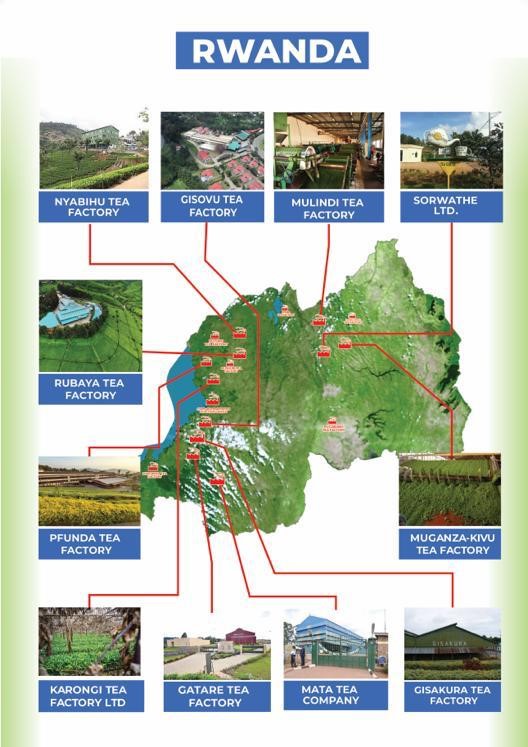 RWANDA
NYABIHU TEA
FACTORY
GISOVU TEA
FACTORY
MULINDI TEA
FACTORY
SORWATHE
LTD.
RUBAYA TEA
FACTORY
PFUNDA TEA
FACTORY
MUGANZA-KIVU
TEA FACTORY
GISAKURA
KARONGI TEA
FACTORY LTD
GATARE TEA
FACTORY
MATA TEA
COMPANY
GISAKURA TEA
FACTORY